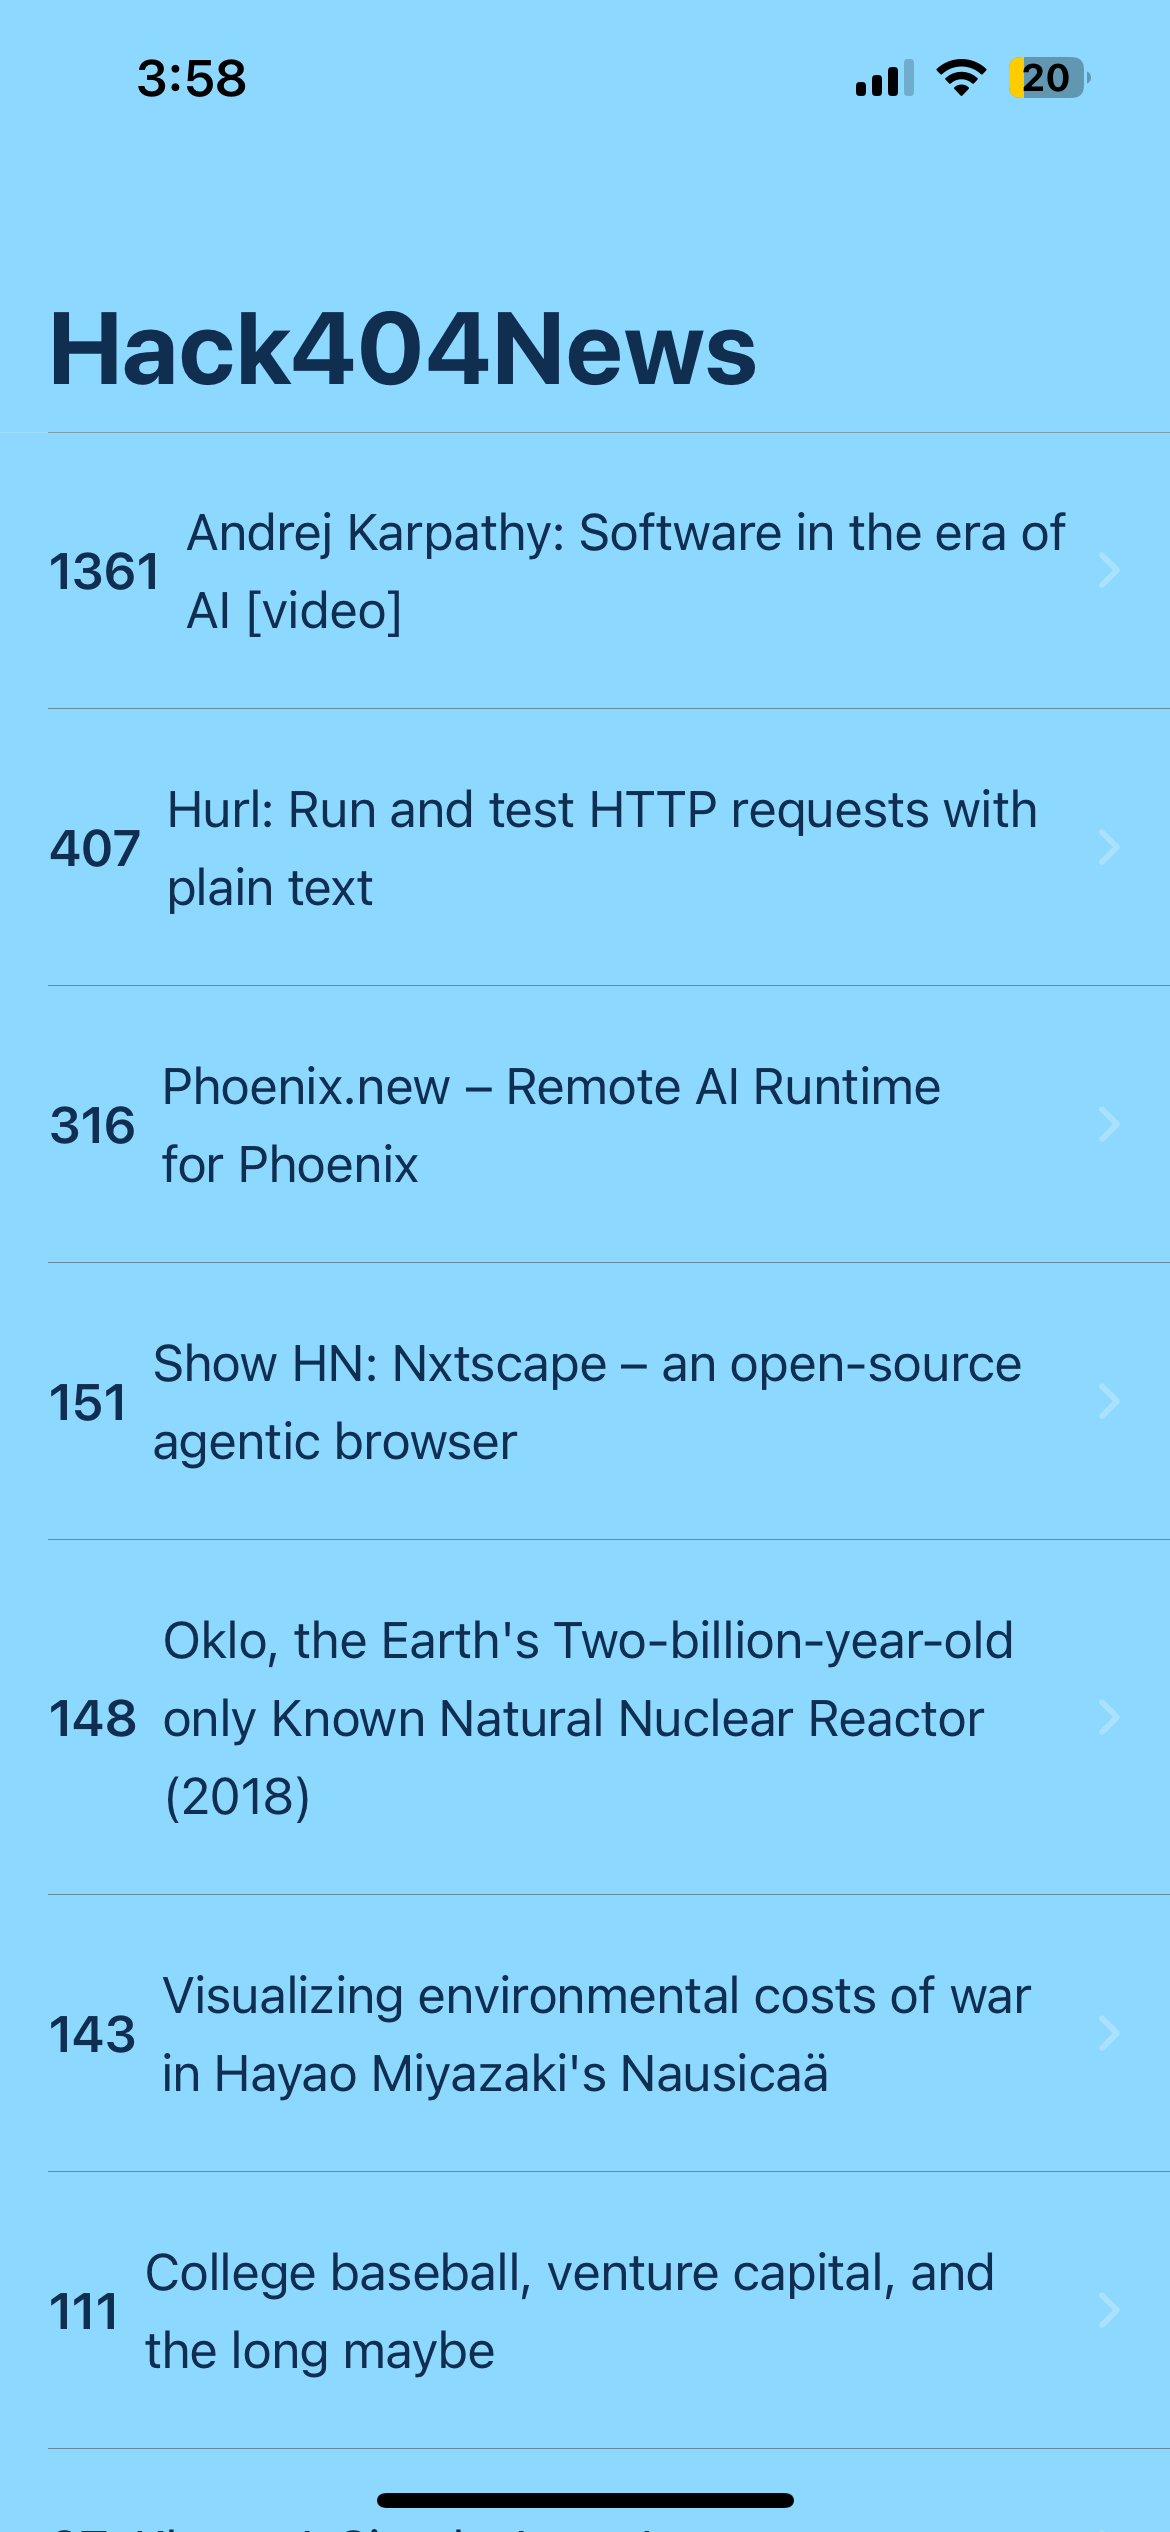 3:58
20
Hack404News
1361
Andrej Karpathy: Software in the era of
AI [video]
407
Hurl: Run and test HTTP requests with
plain text
316
Phoenix.new – Remote AI Runtime
for Phoenix
151
Show HN: Nxtscape – an open-source
agentic browser
148
Oklo, the Earth's Two-billion-year-old
only Known Natural Nuclear Reactor
(2018)
143
Visualizing environmental costs of war
in Hayao Miyazaki's Nausicaä
111
College baseball, venture capital, and
the long maybe